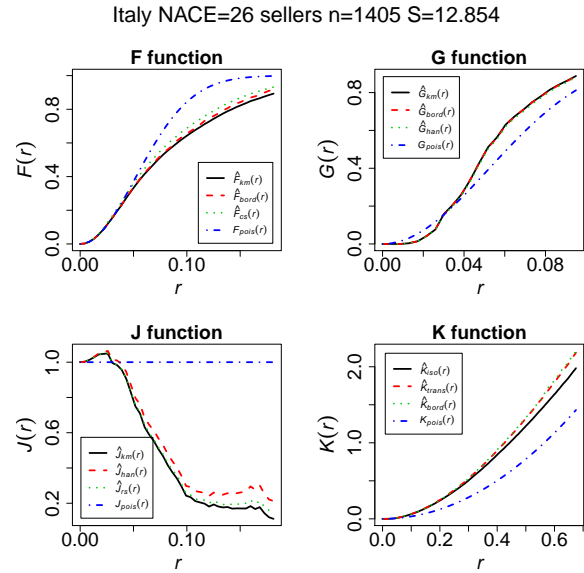 Italy NACE=26 sellers n=1405 S=12.854
F function
F(r)
0.0 0.4 0.8
F̂km(r)
F̂bord(r)
F̂cs(r)
Fpois(r)
0.00 0.10
r
G function
G(r)
0.0 0.4 0.8
Ĝkm(r)
Ĝbord(r)
Ĝhan(r)
Gpois(r)
0.00 0.04 0.08
r
J function
J(r)
0.2 0.6 1.0
Ĵkm(r)
Ĵhan(r)
Ĵrs(r)
Jpois(r)
0.00 0.10
r
K function
K(r)
0.0 1.0 2.0
K̂iso(r)
K̂trans(r)
K̂bord(r)
Kpois(r)
0.0 0.2 0.4 0.6
r